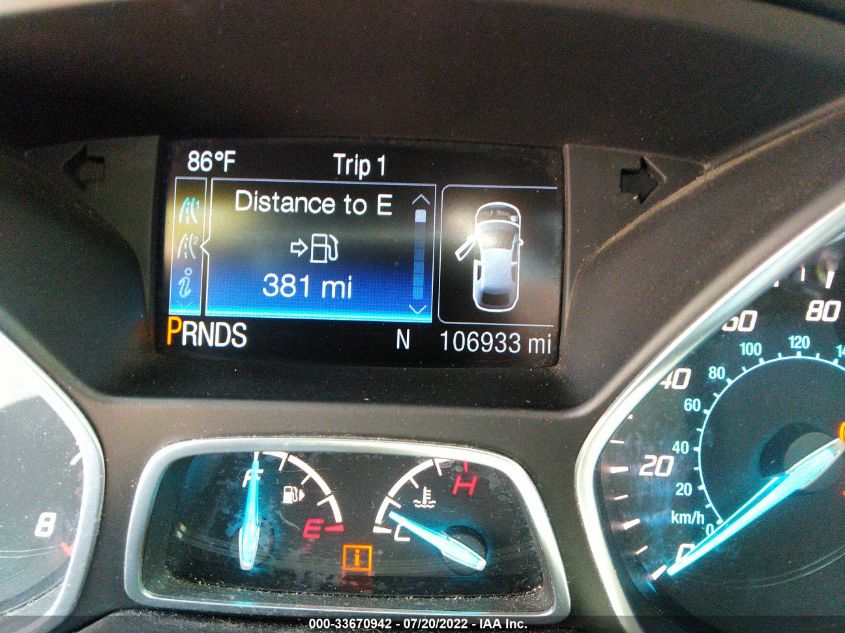 86°F Trip 1
Distance to E
381 mi
PRNDS N 106933 mi
F E
C H
i
8
0 20 40 60 80
km/h 0 20 40 60 80 100 120
000-33670942 - 07/20/2022 - IAA Inc.